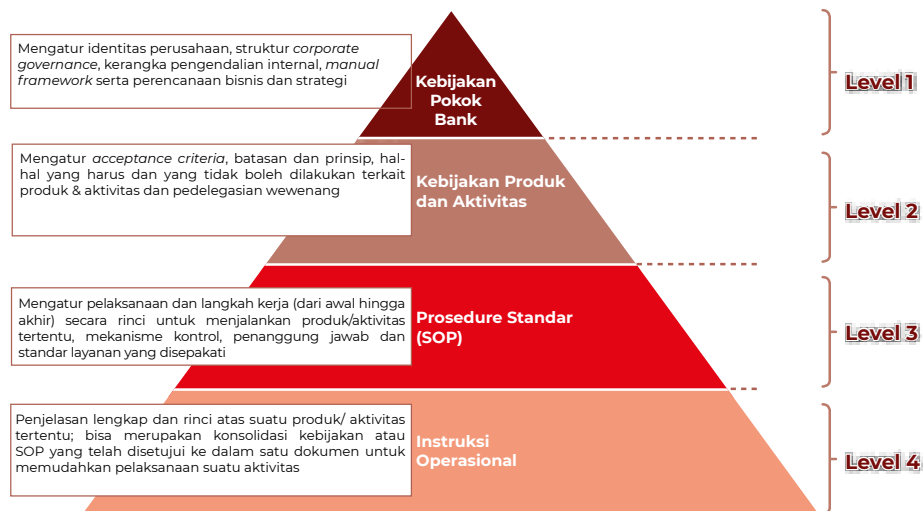 Mengatur identitas perusahaan, struktur corporate
governance, kerangka pengendalian internal, manual
framework serta perencanaan bisnis dan strategi
Kebijakan
Pokok
Bank
Level 1
Mengatur acceptance criteria, batasan dan prinsip, hal-
hal yang harus dan yang tidak boleh dilakukan terkait
produk & aktivitas dan pedelegasian wewenang
Kebijakan Produk
dan Aktivitas
Level 2
Mengatur pelaksanaan dan langkah kerja (dari awal hingga
akhir) secara rinci untuk menjalankan produk/aktivitas
tertentu, mekanisme kontrol, penanggung jawab dan
standar layanan yang disepakati
Prosedure Standar
(SOP)
Level 3
Penjelasan lengkap dan rinci atas suatu produk/ aktivitas
tertentu; bisa merupakan konsolidasi kebijakan atau
SOP yang telah disetujui ke dalam satu dokumen untuk
memudahkan pelaksanaan suatu aktivitas
Instruksi
Operasional
Level 4